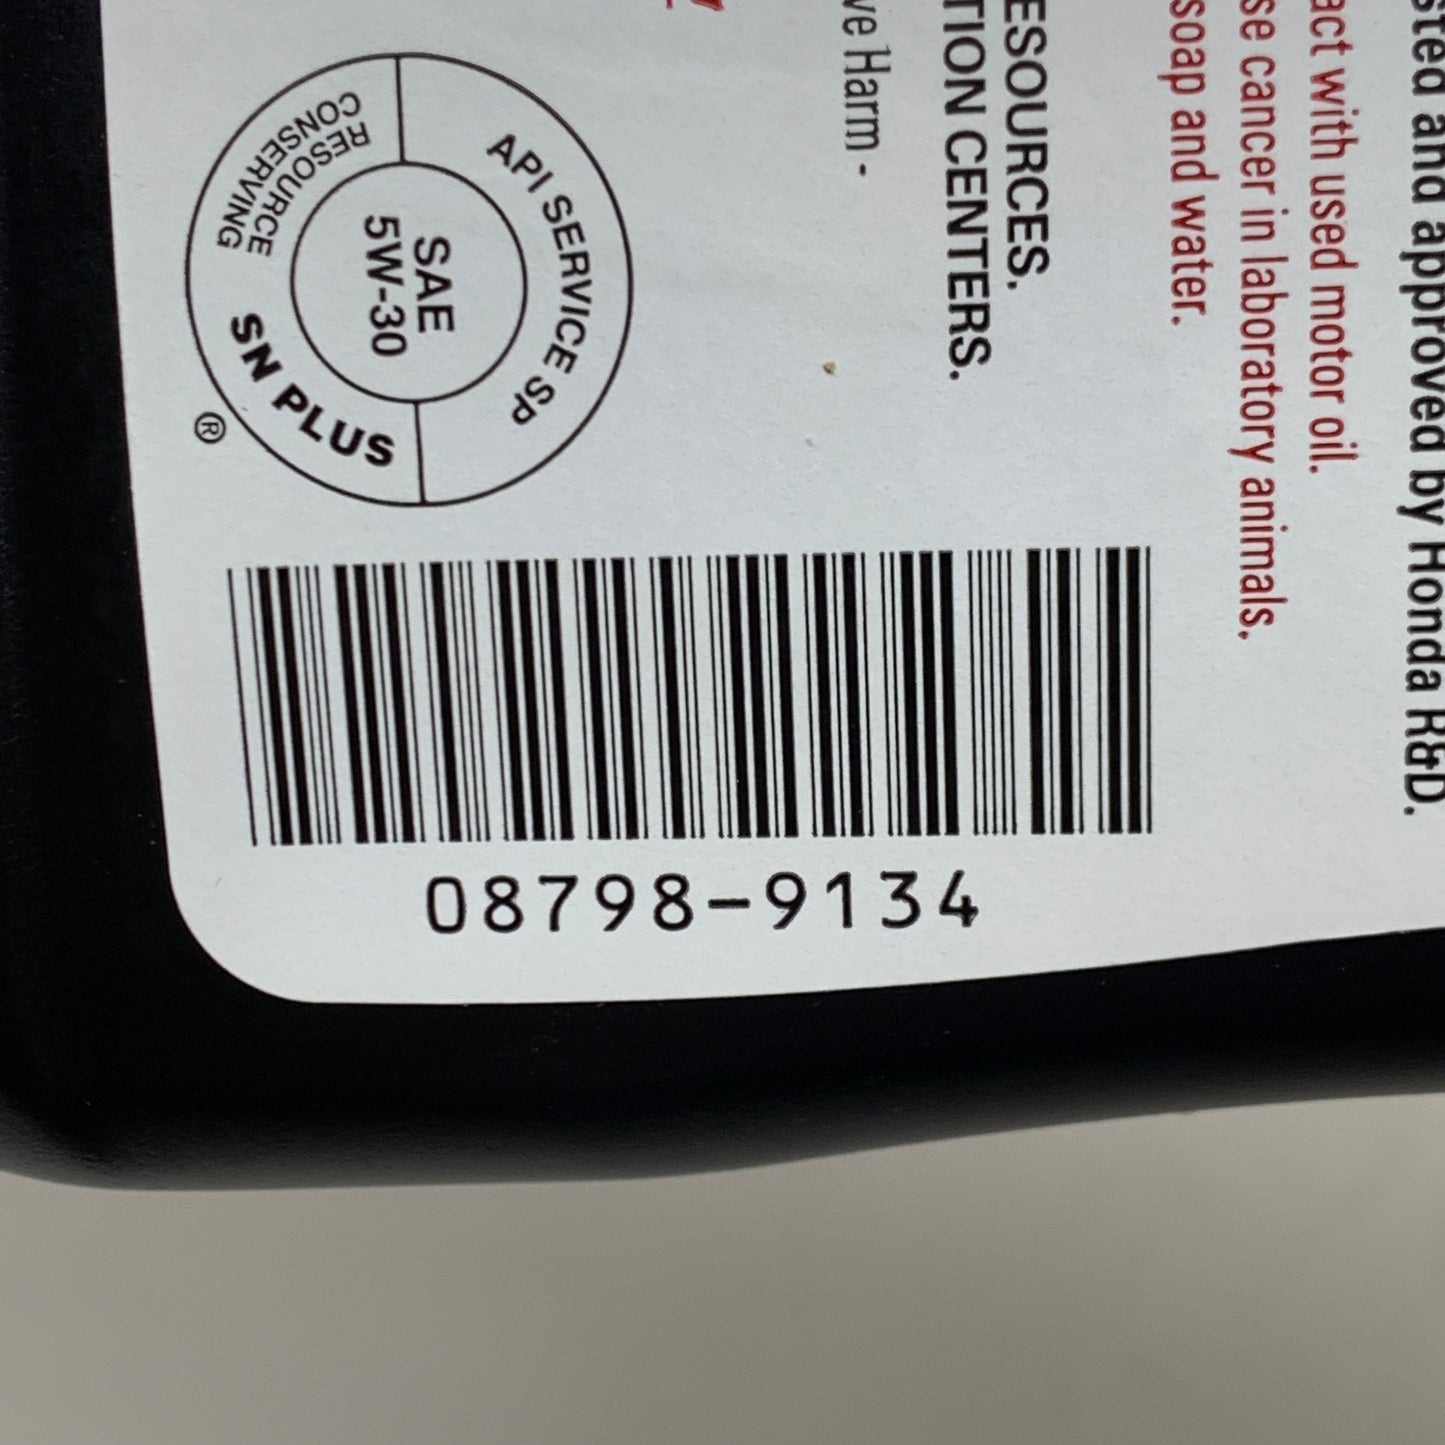 sted and approved by Honda R&D.
act with used motor oil.
se cancer in laboratory animals.
soap and water.
ESOURCES.
TION CENTERS.
ve Harm -
API SERVICE SP
SAE
5W-30
RESOURCE
CONSERVING
SN PLUS
®
08798-9134